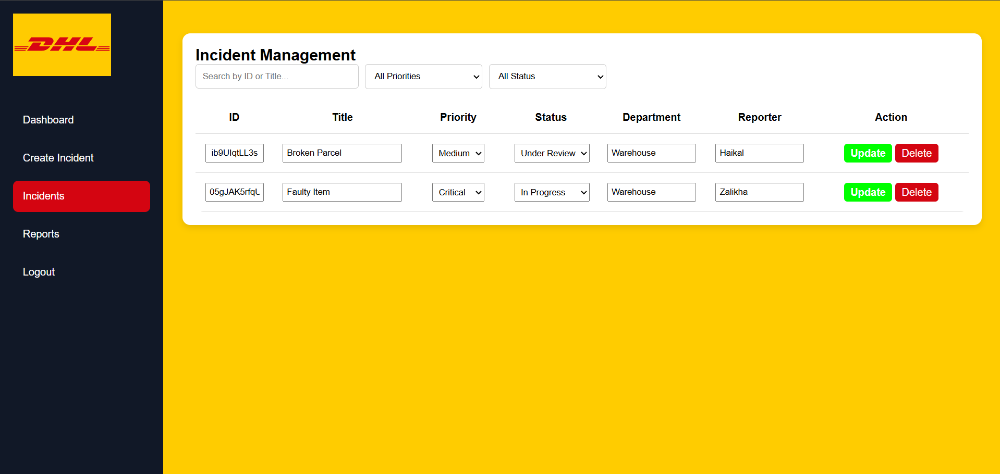 DHL
Dashboard
Create Incident
Incidents
Reports
Logout
Incident Management
Search by ID or Title... All Priorities All Status
ID Title Priority Status Department Reporter Action
ib9UIqtLL3s Broken Parcel Medium Under Review Warehouse Haikal Update Delete
05gJAK5rfqU Faulty Item Critical In Progress Warehouse Zalikha Update Delete